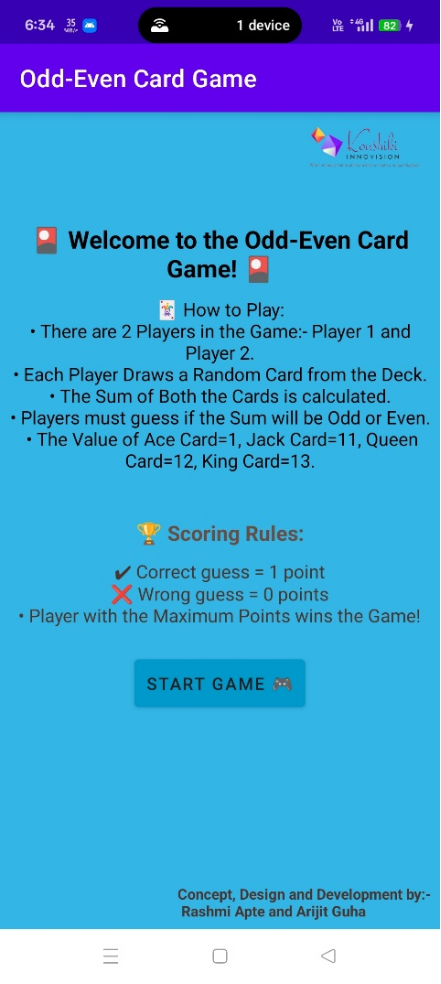 6:34 35 KB/s 1 device Vo LTE 4G 82
Odd-Even Card Game
Konshiki
INNOVISION
🎴 Welcome to the Odd-Even Card
Game! 🎴
🃏 How to Play:
• There are 2 Players in the Game:- Player 1 and
Player 2.
• Each Player Draws a Random Card from the Deck.
• The Sum of Both the Cards is calculated.
• Players must guess if the Sum will be Odd or Even.
• The Value of Ace Card=1, Jack Card=11, Queen
Card=12, King Card=13.
🏆 Scoring Rules:
✔ Correct guess = 1 point
❌ Wrong guess = 0 points
• Player with the Maximum Points wins the Game!
START GAME 🎮
Concept, Design and Development by:-
Rashmi Apte and Arijit Guha